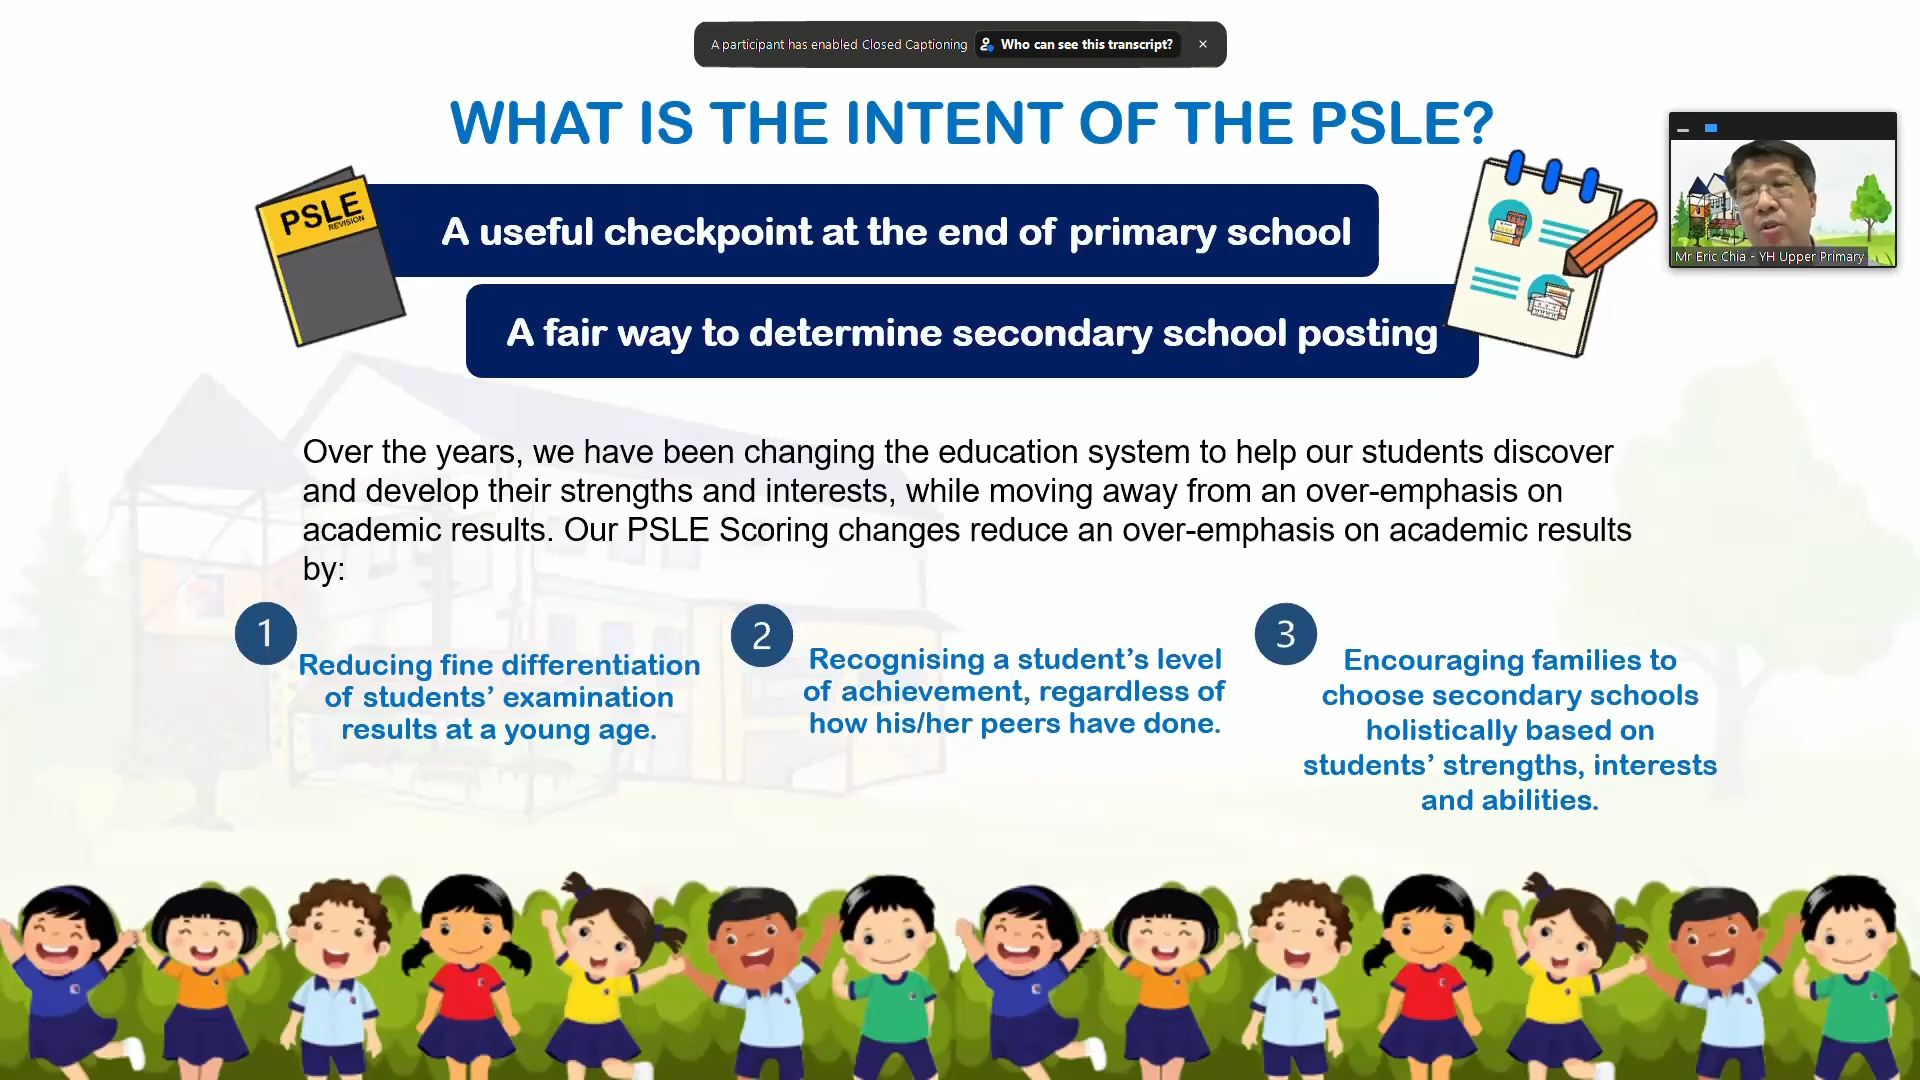 A participant has enabled Closed Captioning Who can see this transcript? ×
WHAT IS THE INTENT OF THE PSLE?
PSLE
REVISION
A useful checkpoint at the end of primary school
A fair way to determine secondary school posting
Mr Eric Chia - YH Upper Primary
Over the years, we have been changing the education system to help our students discover
and develop their strengths and interests, while moving away from an over-emphasis on
academic results. Our PSLE Scoring changes reduce an over-emphasis on academic results
by:
1
Reducing fine differentiation
of students’ examination
results at a young age.
2
Recognising a student’s level
of achievement, regardless of
how his/her peers have done.
3
Encouraging families to
choose secondary schools
holistically based on
students’ strengths, interests
and abilities.